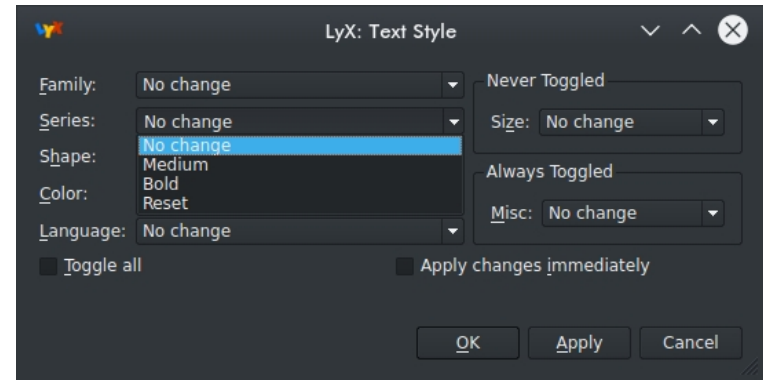 LyX
LyX: Text Style
Family: No change
Series: No change
No change
Medium
Bold
Reset
Shape:
Color:
Language: No change
Never Toggled
Size: No change
Always Toggled
Misc: No change
Toggle all
Apply changes immediately
OK
Apply
Cancel